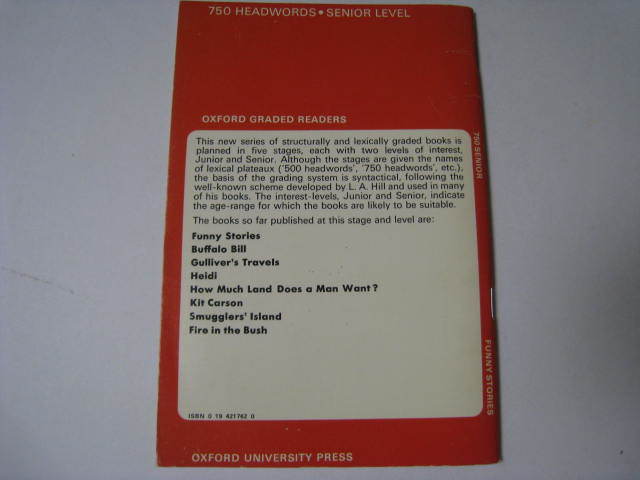 750 HEADWORDS • SENIOR LEVEL
OXFORD GRADED READERS
This new series of structurally and lexically graded books is
planned in five stages, each with two levels of interest,
Junior and Senior. Although the stages are given the names
of lexical plateaux ('500 headwords', '750 headwords', etc.),
the basis of the grading system is syntactical, following the
well-known scheme developed by L. A. Hill and used in many
of his books. The interest-levels, Junior and Senior, indicate
the age-range for which the books are likely to be suitable.
The books so far published at this stage and level are:
Funny Stories
Buffalo Bill
Gulliver's Travels
Heidi
How Much Land Does a Man Want?
Kit Carson
Smugglers' Island
Fire in the Bush
ISBN 0 19 421762 0
OXFORD UNIVERSITY PRESS
750 SENIOR
FUNNY STORIES